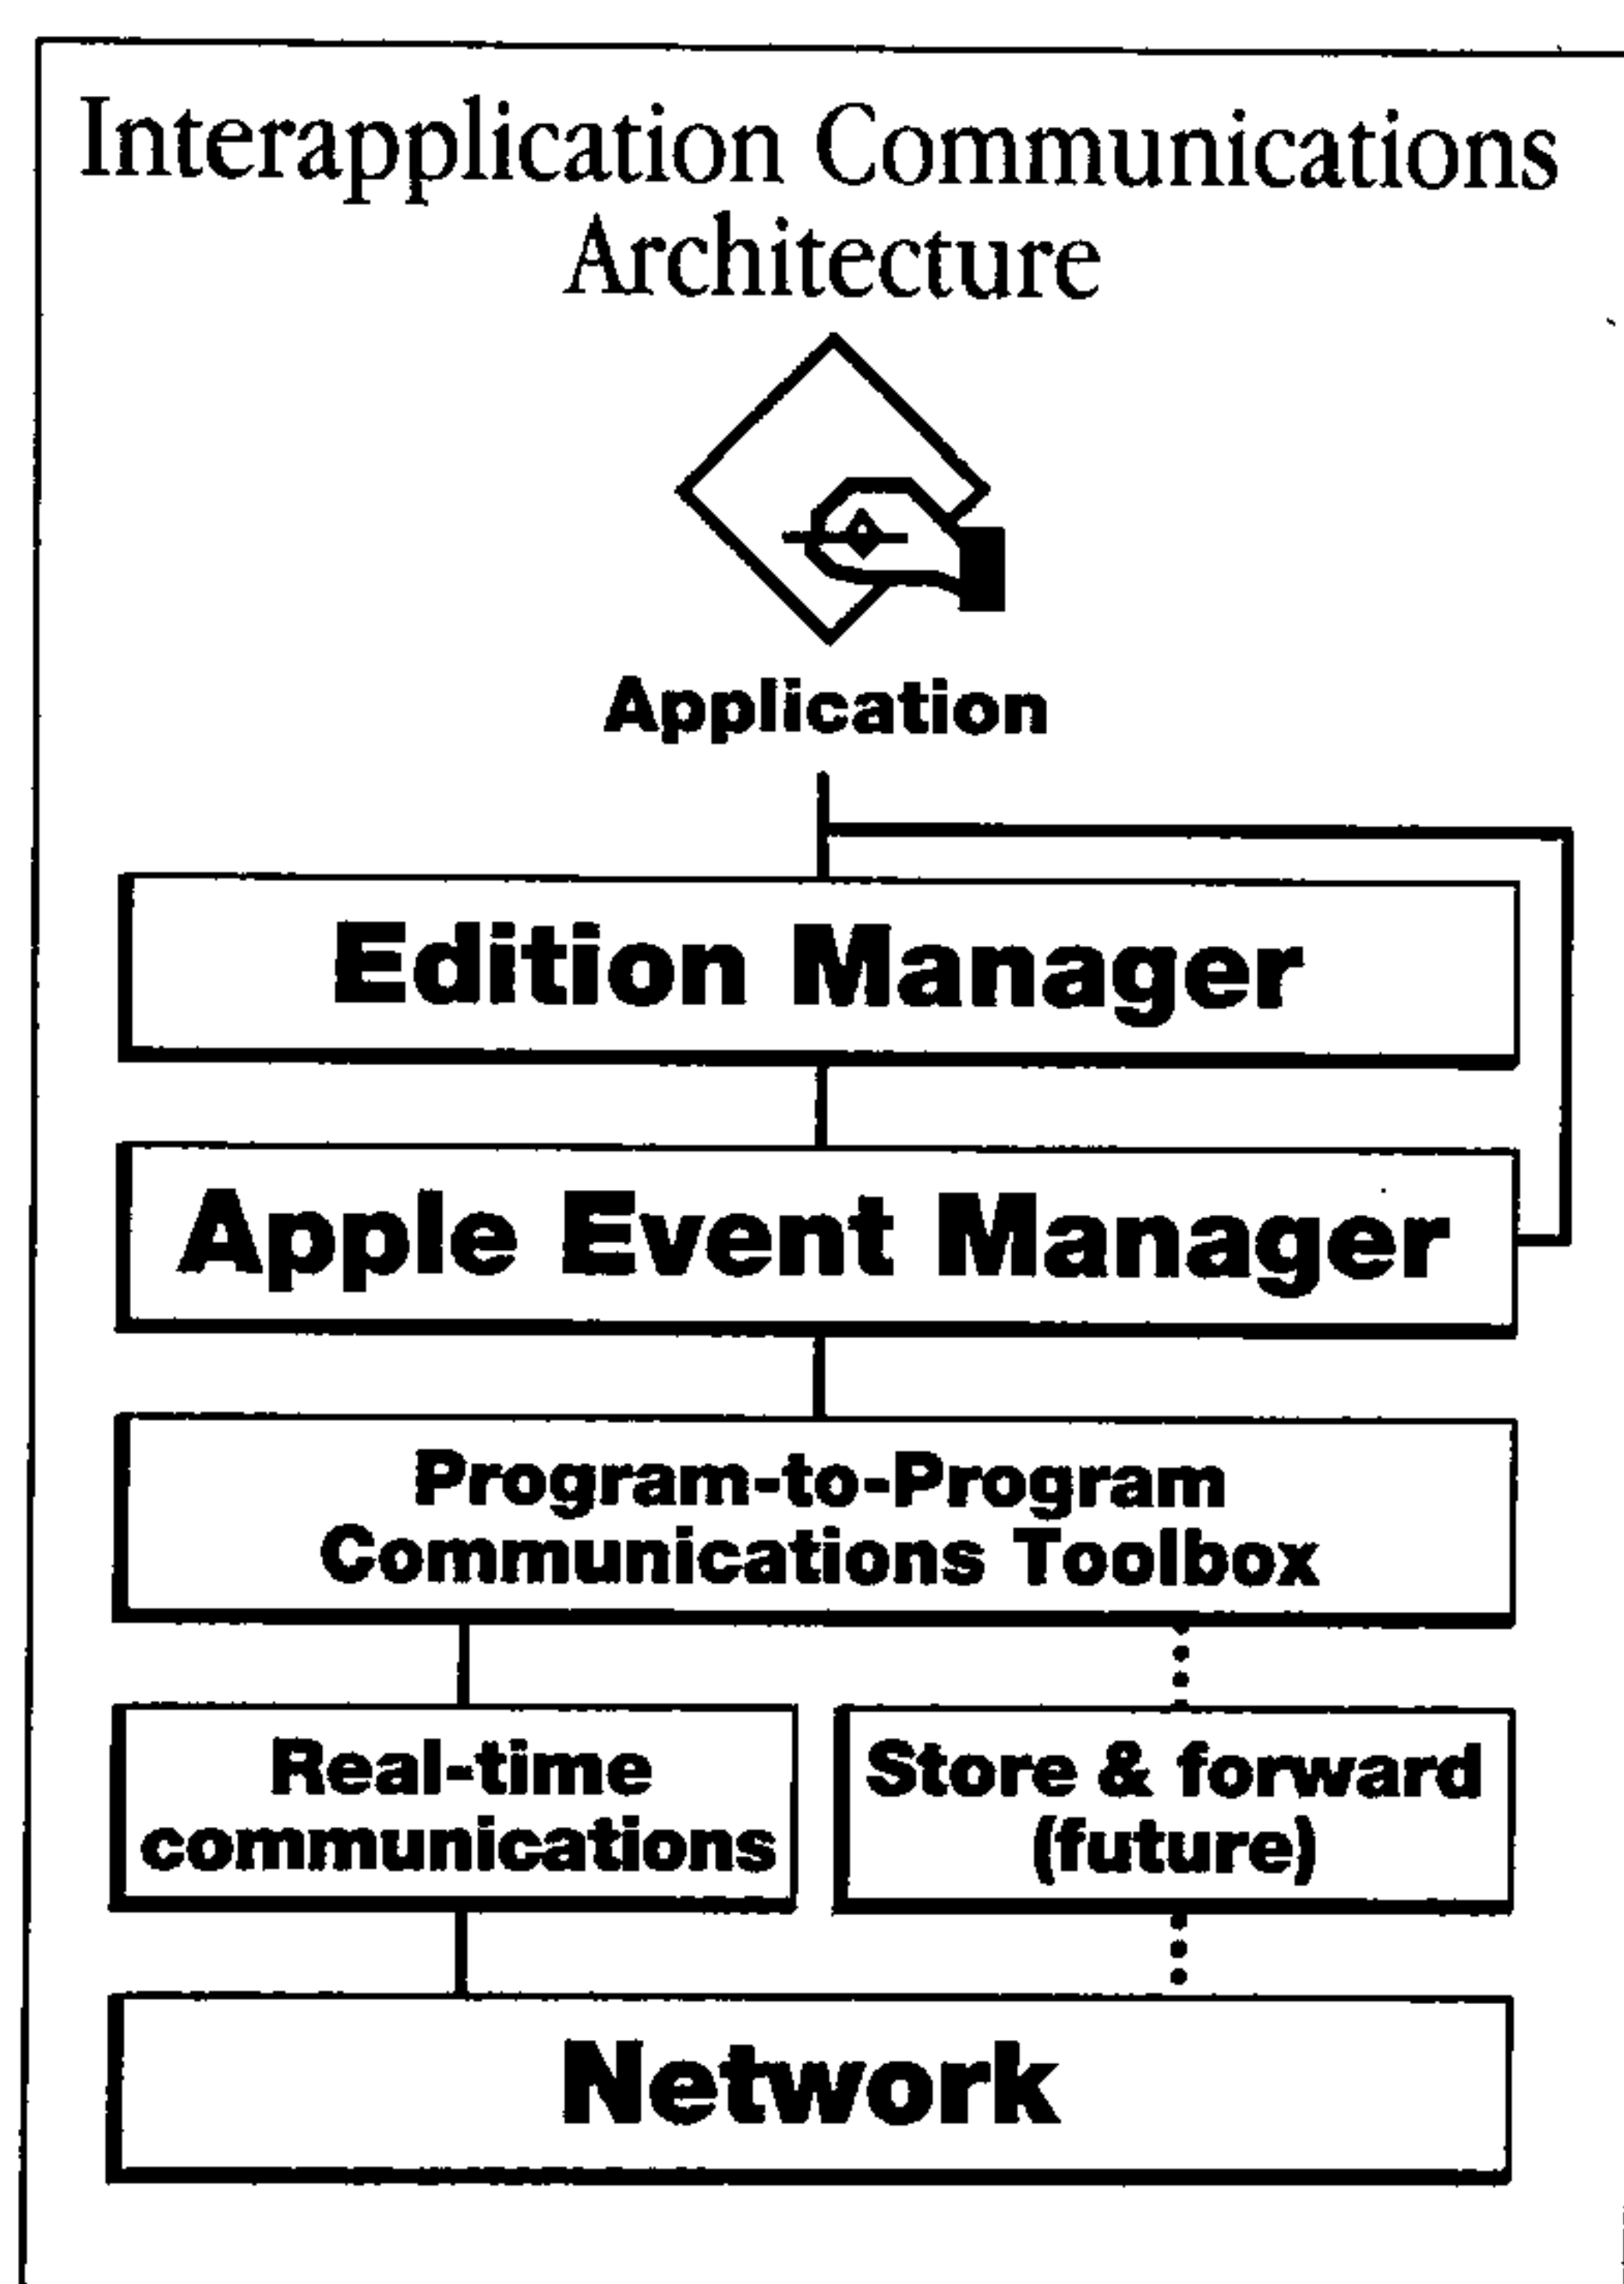 Interapplication Communications
Architecture
Application
Edition Manager
Apple Event Manager
Program-to-Program
Communications Toolbox
Real-time
communications
Store & forward
(future)
Network